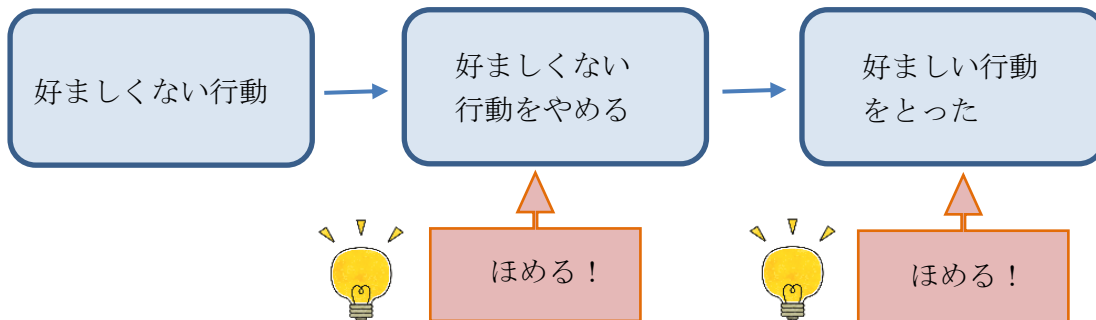 好ましくない行動
好ましくない
行動をやめる
好ましい行動
をとった
ほめる！
ほめる！